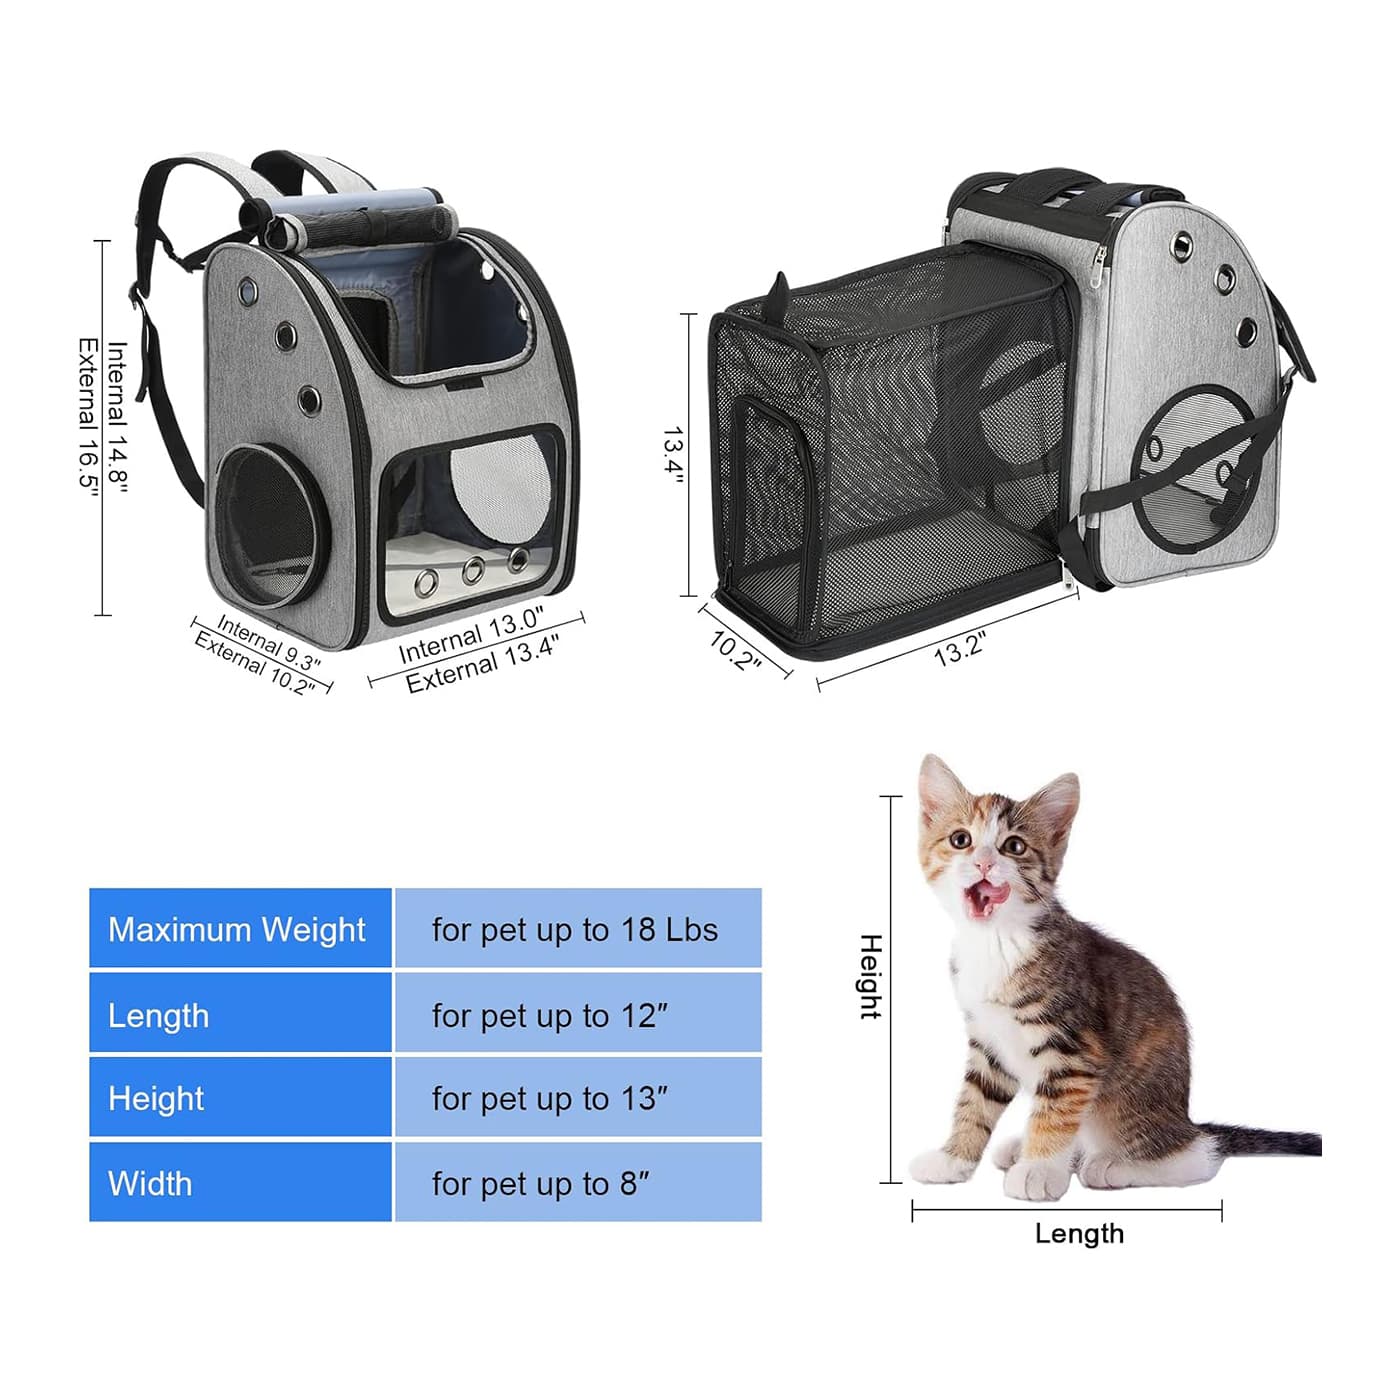 Internal 14.8"
External 16.5"
Internal 9.3"
External 10.2"
Internal 13.0"
External 13.4"
13.4"
10.2"
13.2"
Maximum Weight for pet up to 18 Lbs
Length for pet up to 12″
Height for pet up to 13″
Width for pet up to 8″
Height
Length